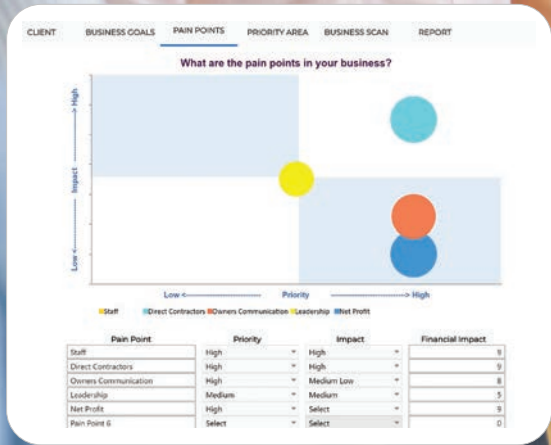 CLIENT BUSINESS GOALS PAIN POINTS PRIORITY AREA BUSINESS SCAN REPORT
What are the pain points in your business?
Low <---------- Impact ----------> High
Low <---------- Priority ----------> High
Staff Direct Contractors Owners Communication Leadership Net Profit
Pain Point Priority Impact Financial Impact
Staff High High 9
Direct Contractors High High 9
Owners Communication High Medium Low 8
Leadership Medium Medium 5
Net Profit High Select 9
Pain Point 6 Select Select 0